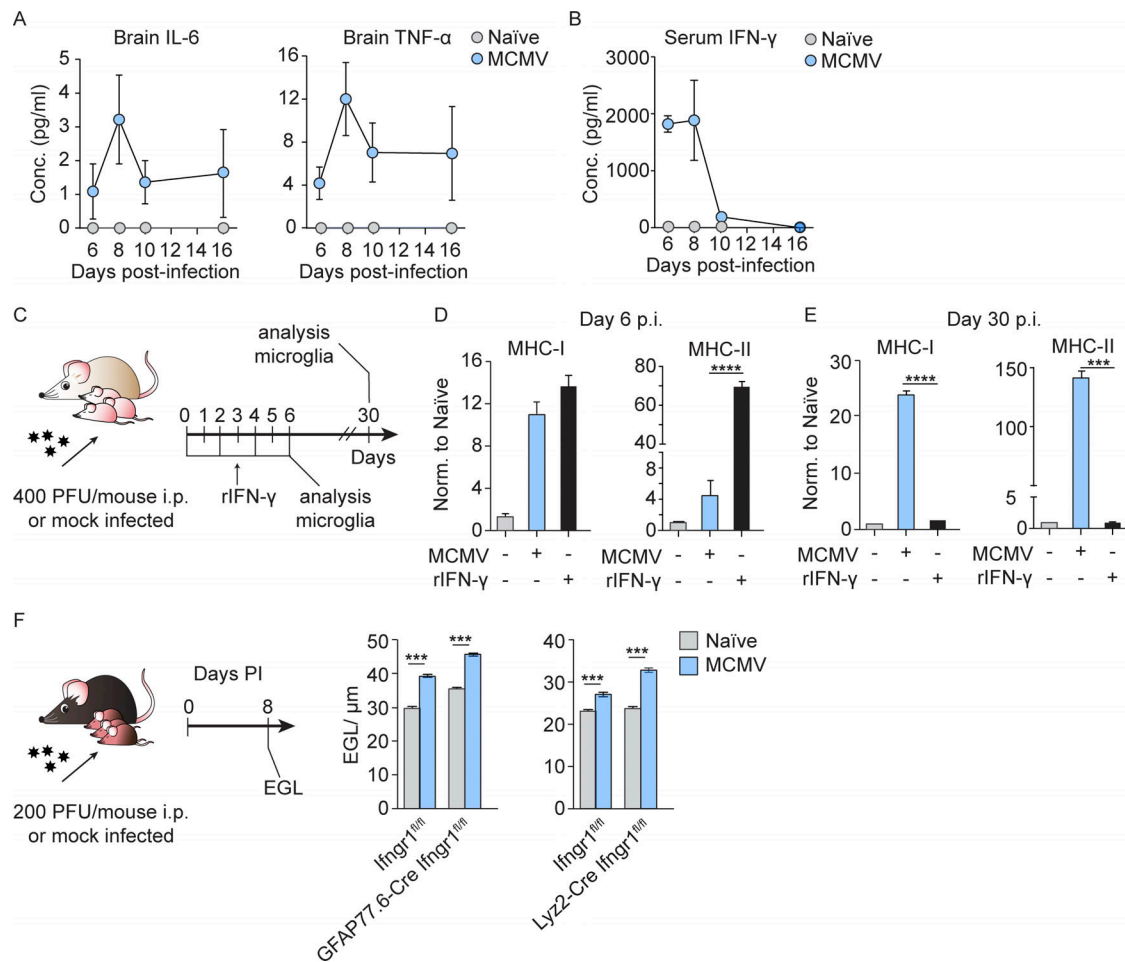 A
Brain IL-6
Conc. (pg/ml)
5
4
3
2
1
0
6 8 10 12 14 16
Days post-infection
Brain TNF-α
Naïve
MCMV
16
12
8
4
0
6 8 10 12 14 16
Days post-infection
B
Serum IFN-γ
Naïve
MCMV
Conc. (pg/ml)
3000
2000
1000
0
6 8 10 12 14 16
Days post-infection
C
analysis
microglia
0 1 2 3 4 5 6 30
Days
rIFN-γ
analysis
microglia
400 PFU/mouse i.p.
or mock infected
D
Day 6 p.i.
MHC-I
Norm. to Naïve
16
12
8
4
0
MHC-II
****
80
70
60
50
40
6
4
2
0
MCMV - + - - + -
rIFN-γ - - + - - +
E
Day 30 p.i.
MHC-I
****
Norm. to Naïve
30
20
10
0
MHC-II
***
150
100
5
0
MCMV - + - - + -
rIFN-γ - - + - - +
F
Days PI
0 8
EGL
200 PFU/mouse i.p.
or mock infected
EGL/ µm
50
40
30
20
10
0
*** ***
Ifngr1fl/fl
GFAP77.6-Cre Ifngr1fl/fl
40
30
20
10
0
*** ***
Ifngr1fl/fl
Lyz2-Cre Ifngr1fl/fl
Naïve
MCMV